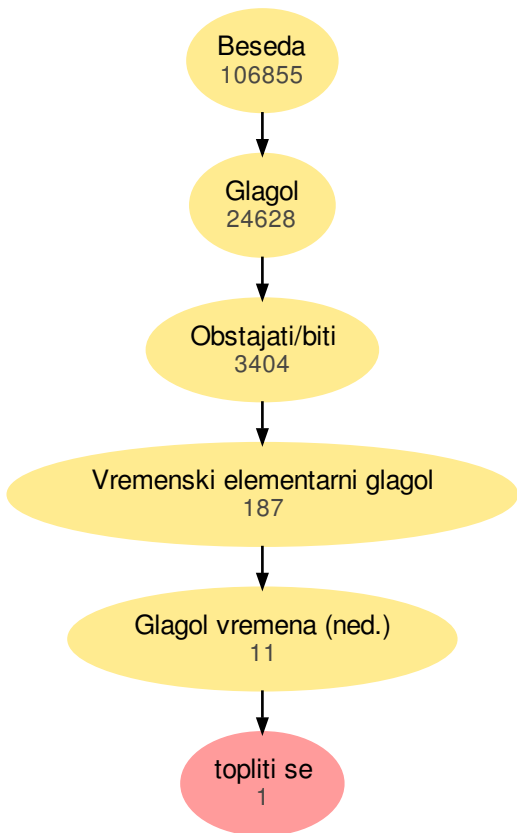 Beseda
106855
Glagol
24628
Obstajati/biti
3404
Vremenski elementarni glagol
187
Glagol vremena (ned.)
11
topliti se
1